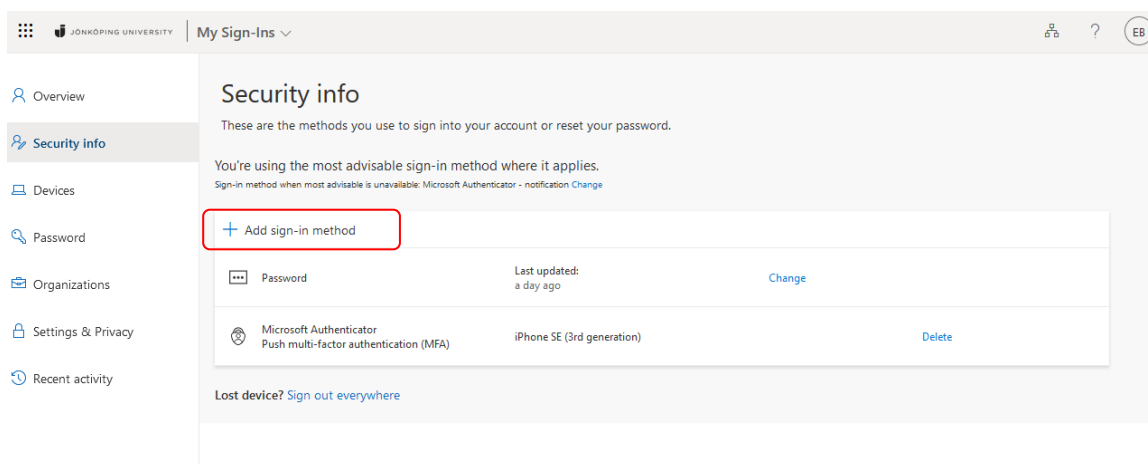 JÖNKÖPING UNIVERSITY
My Sign-Ins
?
EB
Overview
Security info
Devices
Password
Organizations
Settings & Privacy
Recent activity
Security info
These are the methods you use to sign into your account or reset your password.
You're using the most advisable sign-in method where it applies.
Sign-in method when most advisable is unavailable: Microsoft Authenticator - notification Change
+ Add sign-in method
Password
Last updated:
a day ago
Change
Microsoft Authenticator
Push multi-factor authentication (MFA)
iPhone SE (3rd generation)
Delete
Lost device? Sign out everywhere